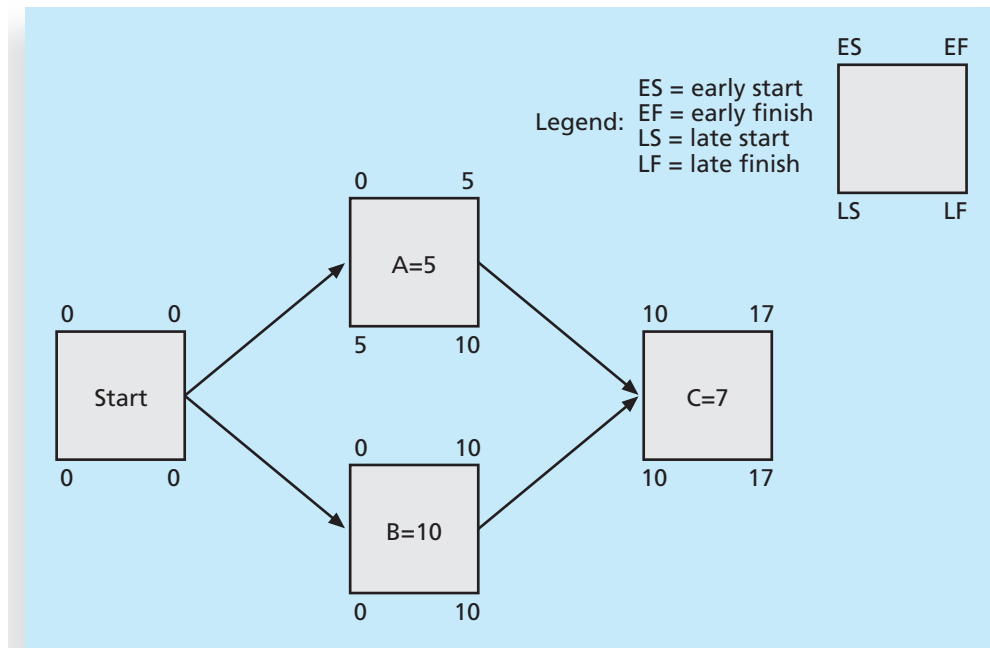 ES EF
Legend:
ES = early start
EF = early finish
LS = late start
LF = late finish
LS LF
0 5
A=5
5 10
0 0
Start
0 0
10 17
C=7
10 17
0 10
B=10
0 10